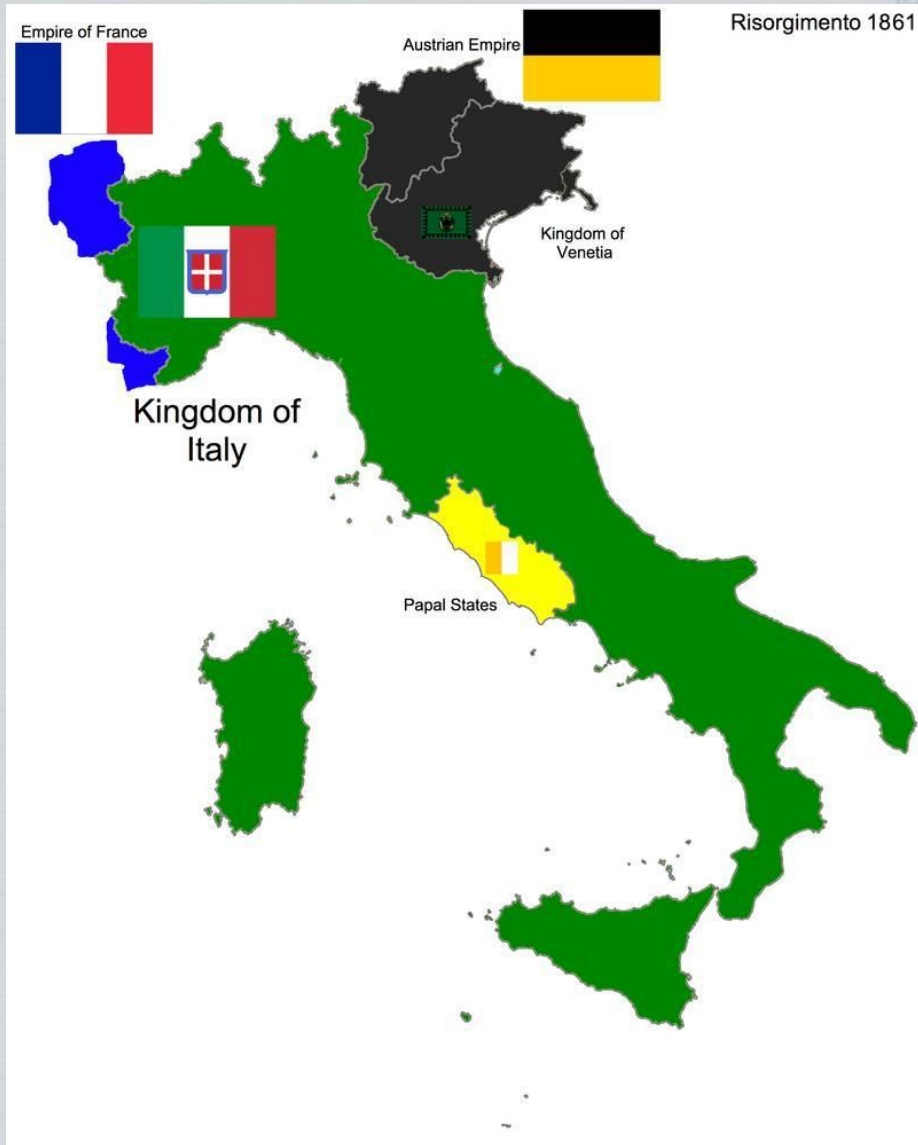 Risorgimento 1861
Empire of France
Austrian Empire
Kingdom of
Venetia
Kingdom of
Italy
Papal States